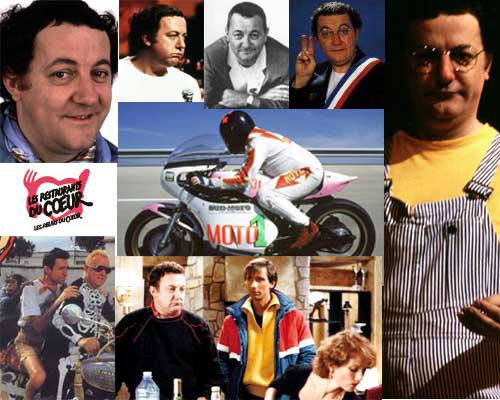 LES RESTAURANTS
DU CŒUR
LES RELAIS DU CŒUR
MOTO 1